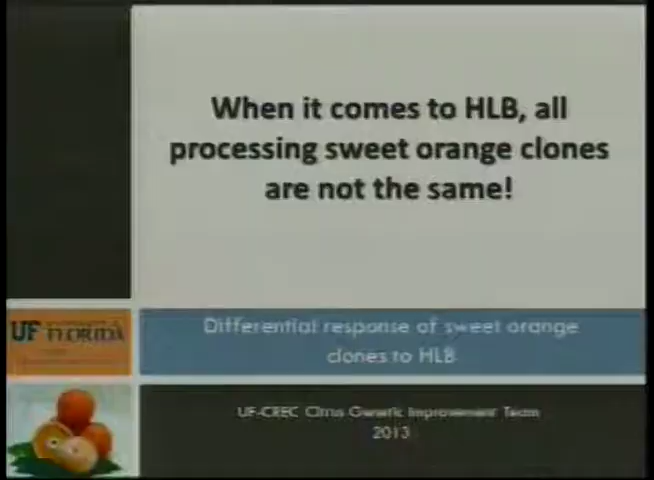 When it comes to HLB, all
processing sweet orange clones
are not the same!
UF FLORIDA
Differential response of sweet orange
clones to HLB
UF-CREC Citrus Genetic Improvement Team
2013